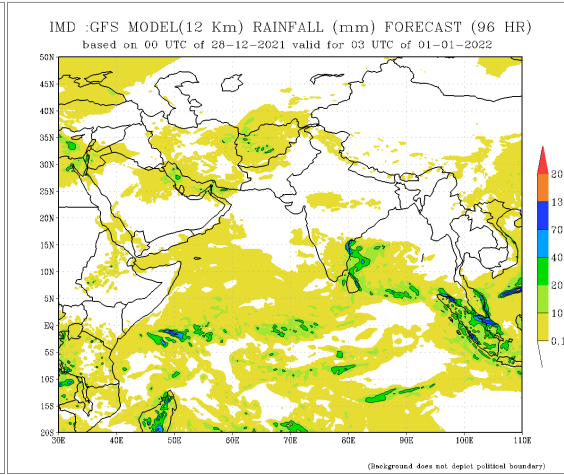 IMD :GFS MODEL(12 Km) RAINFALL (mm) FORECAST (96 HR)
based on 00 UTC of 28-12-2021 valid for 03 UTC of 01-01-2022
50N
45N
40N
35N
30N
25N
20N
15N
10N
5N
EQ
5S
10S
15S
20S
30E 40E 50E 60E 70E 80E 90E 100E 110E
20
13
70
40
20
10
0.1
(Background does not depict political boundary)